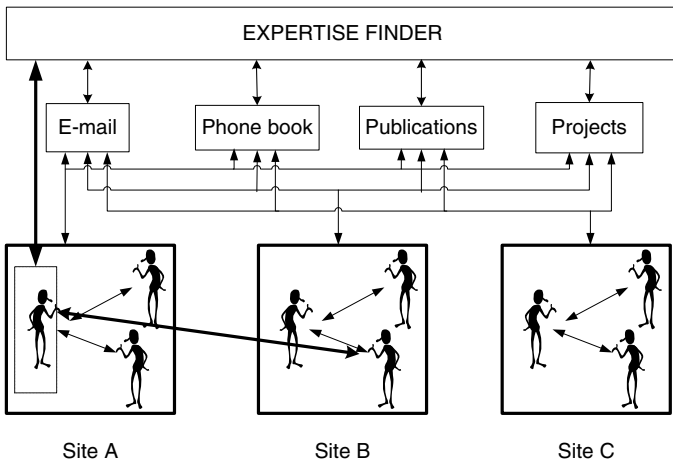 EXPERTISE FINDER
E-mail
Phone book
Publications
Projects
Site A
Site B
Site C